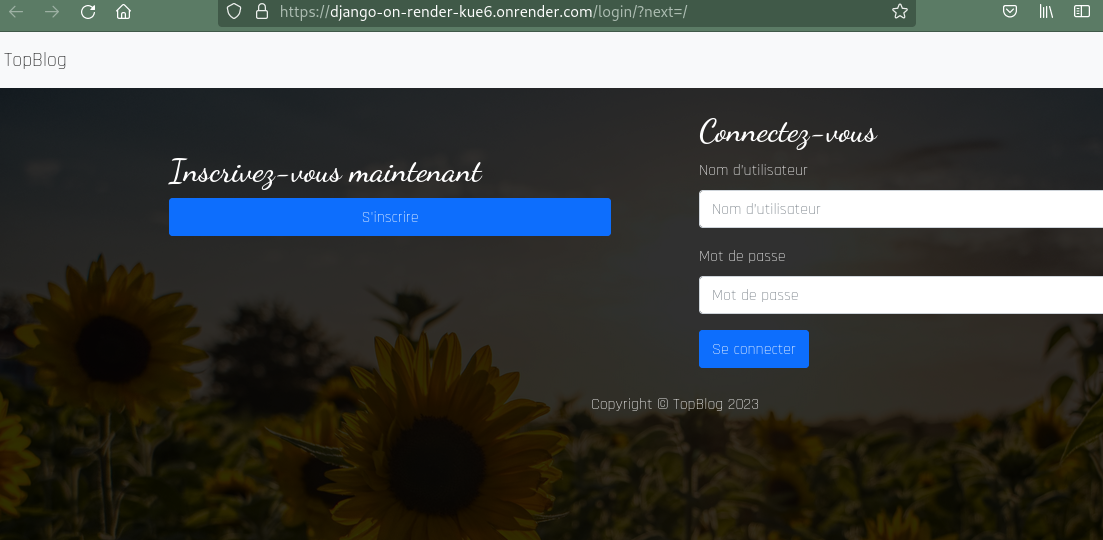 https://django-on-render-kue6.onrender.com/login/?next=/
TopBlog
Inscrivez-vous maintenant
S'inscrire
Connectez-vous
Nom d'utilisateur
Nom d'utilisateur
Mot de passe
Mot de passe
Se connecter
Copyright © TopBlog 2023